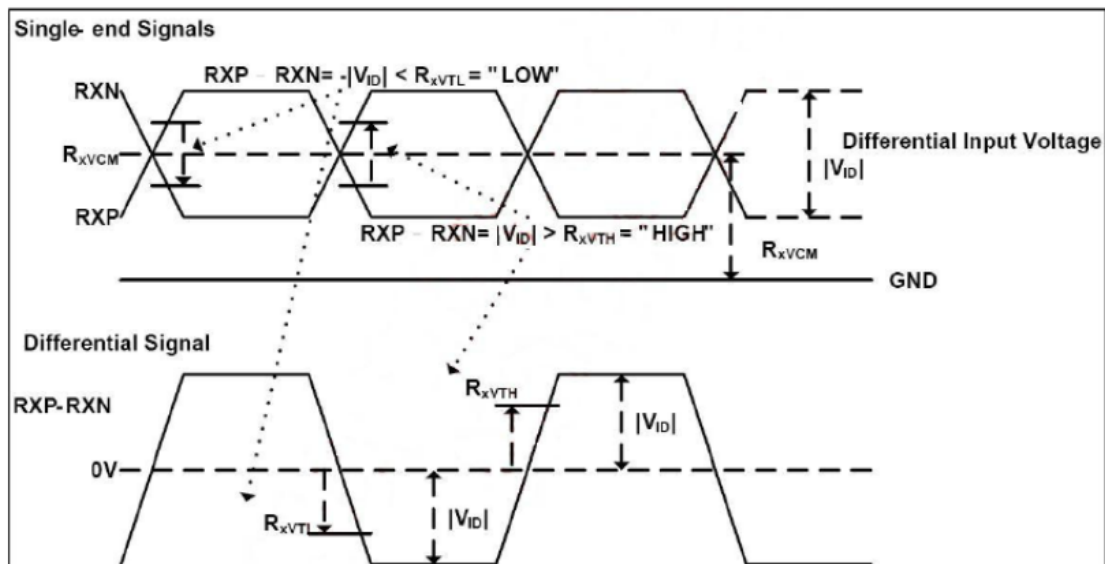 Single- end Signals
RXP – RXN= -|VID| < RxVTL = "LOW"
RXN
RxVCM
Differential Input Voltage
|VID|
RXP
RXP – RXN=|VID| > RxVTH = "HIGH"
RxVCM
GND
Differential Signal
RxVTH
RXP-RXN
|VID|
0V
RxVTL
|VID|